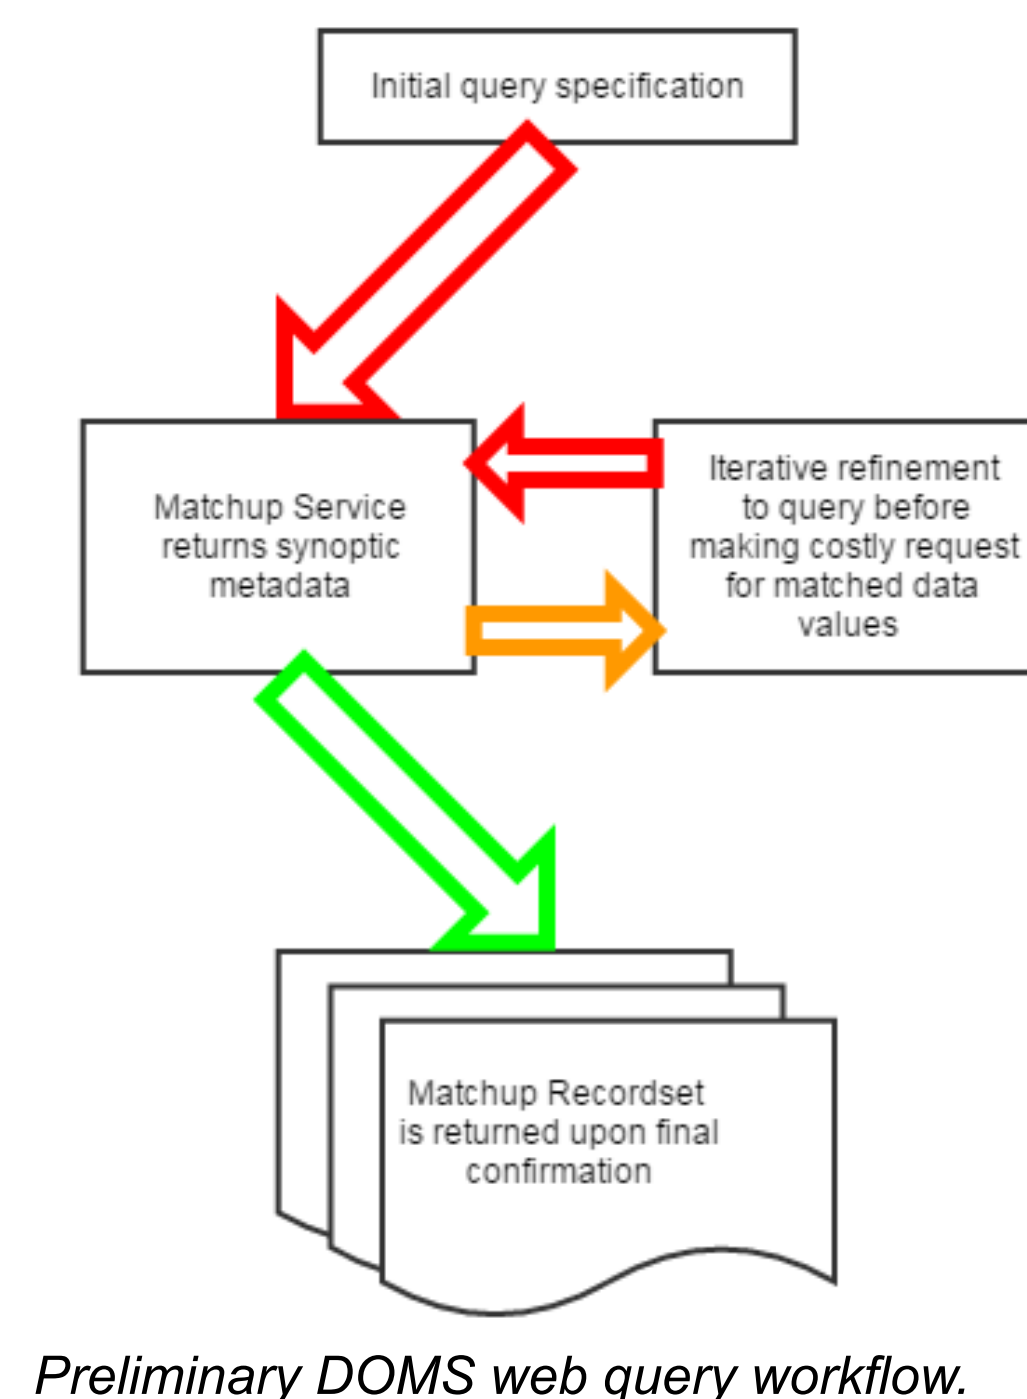 Initial query specification
Matchup Service
returns synoptic
metadata
Iterative refinement
to query before
making costly request
for matched data
values
Matchup Recordset
is returned upon final
confirmation
Preliminary DOMS web query workflow.